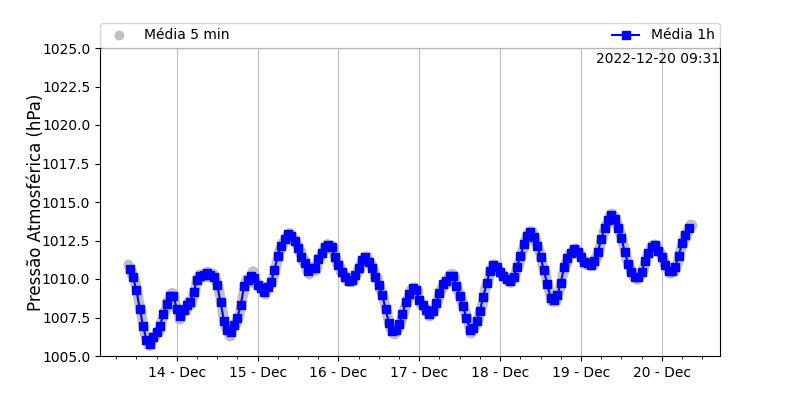 Média 5 min
Média 1h
2022-12-20 09:31
Pressão Atmosférica (hPa)
1025.0
1022.5
1020.0
1017.5
1015.0
1012.5
1010.0
1007.5
1005.0
14 - Dec
15 - Dec
16 - Dec
17 - Dec
18 - Dec
19 - Dec
20 - Dec